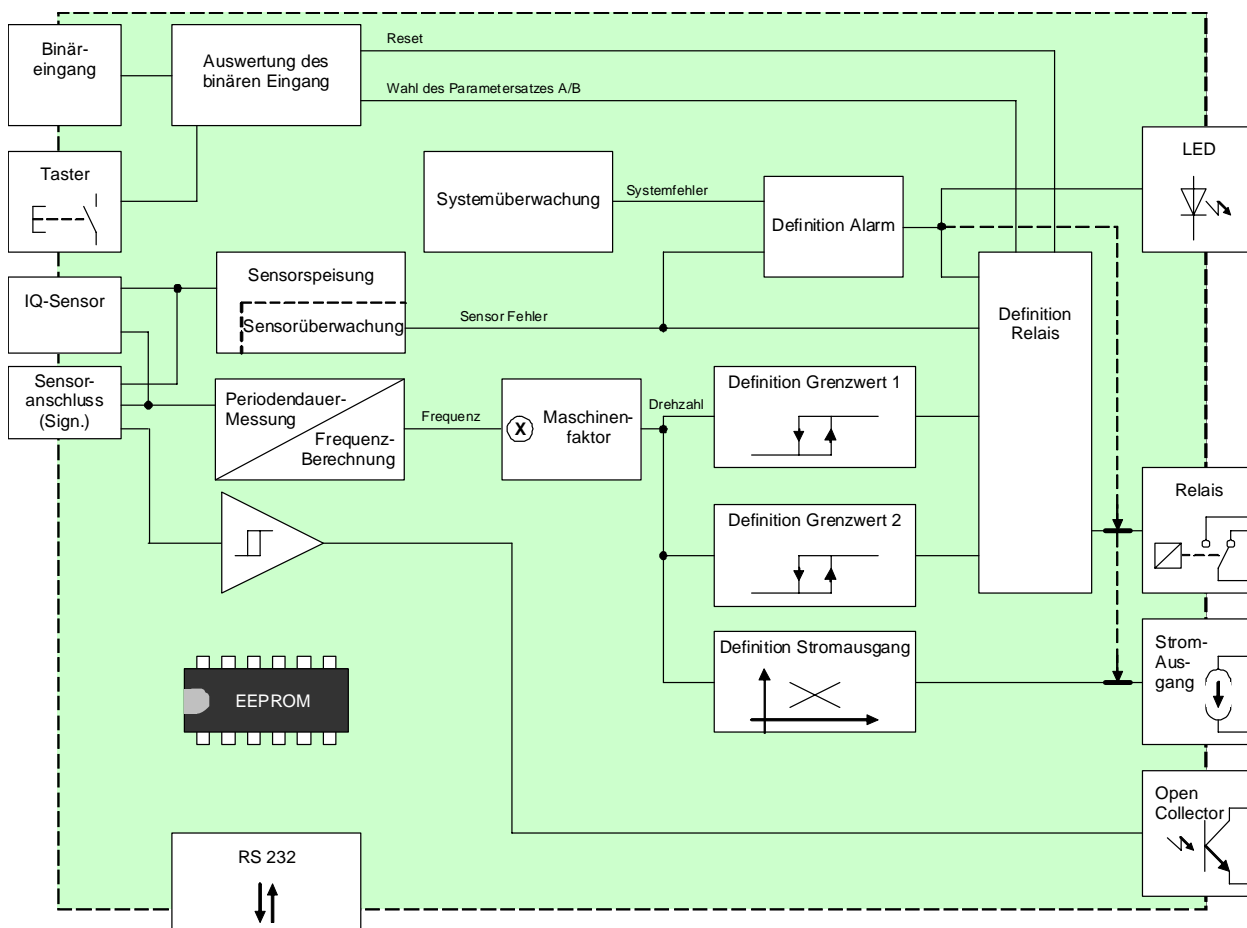 Binär-
eingang
Auswertung des
binären Eingang
Reset
Wahl des Parametersatzes A/B
Taster
Systemüberwachung
Systemfehler
Definition Alarm
LED
IQ-Sensor
Sensorspeisung
Sensorüberwachung
Sensor Fehler
Definition
Relais
Sensor-
anschluss
(Sign.)
Periodendauer-
Messung
Frequenz-
Berechnung
Frequenz
X
Maschinen-
faktor
Drehzahl
Definition Grenzwert 1
Definition Grenzwert 2
Relais
Definition Stromausgang
Strom-
Aus-
gang
EEPROM
Open
Collector
RS 232